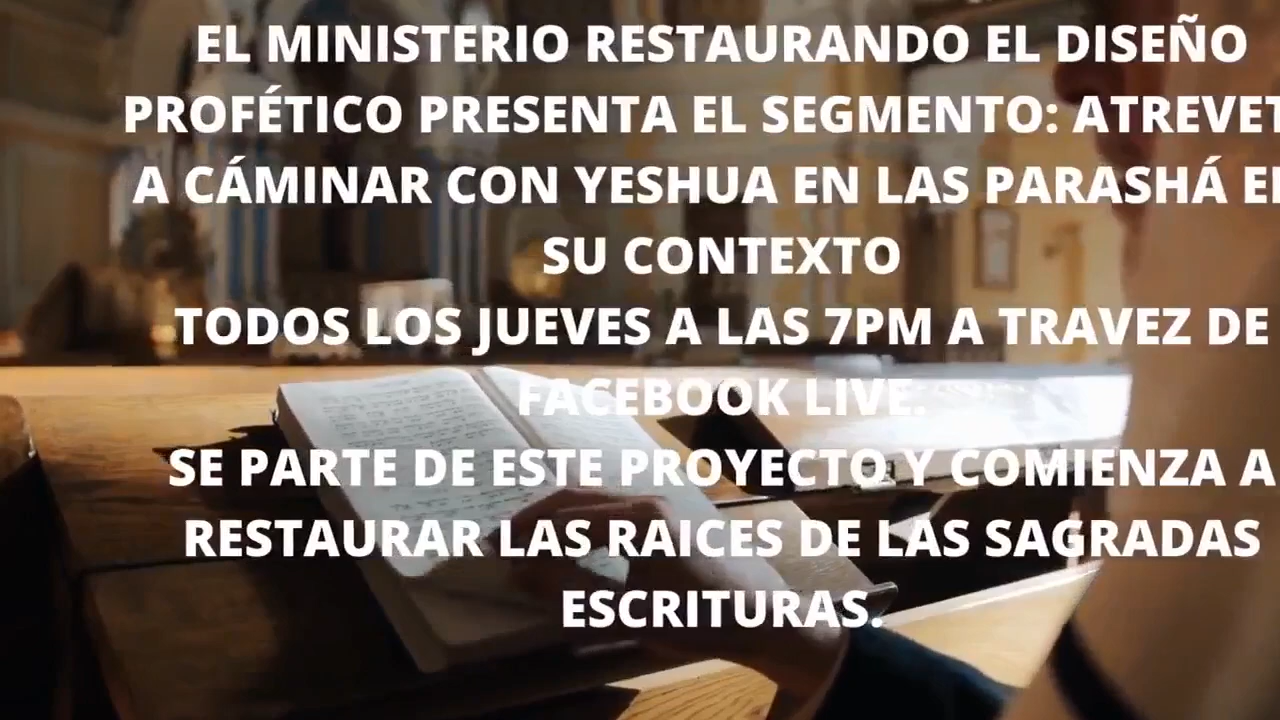 EL MINISTERIO RESTAURANDO EL DISEÑO
PROFÉTICO PRESENTA EL SEGMENTO: ATREVET
A CÁMINAR CON YESHUA EN LAS PARASHÁ E
SU CONTEXTO
TODOS LOS JUEVES A LAS 7PM A TRAVEZ DE
FACEBOOK LIVE.
SE PARTE DE ESTE PROYECTO Y COMIENZA A
RESTAURAR LAS RAICES DE LAS SAGRADAS
ESCRITURAS.